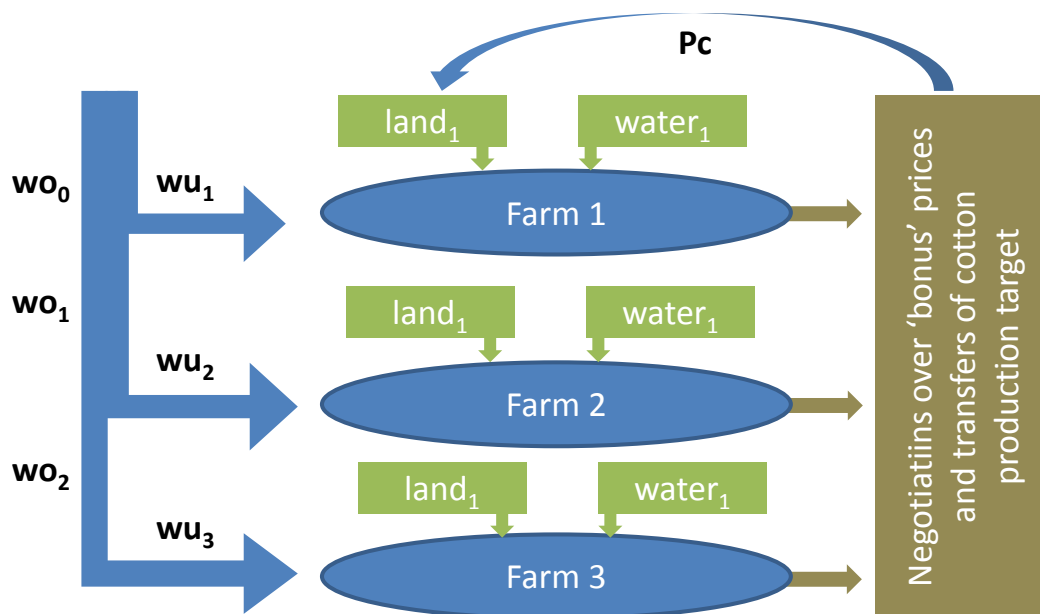 Pc
land₁
water₁
wo₀
wu₁
Farm 1
wo₁
land₁
water₁
wu₂
Farm 2
wo₂
land₁
water₁
wu₃
Farm 3
Negotiatiins over ‘bonus’ prices
and transfers of cotton
production target